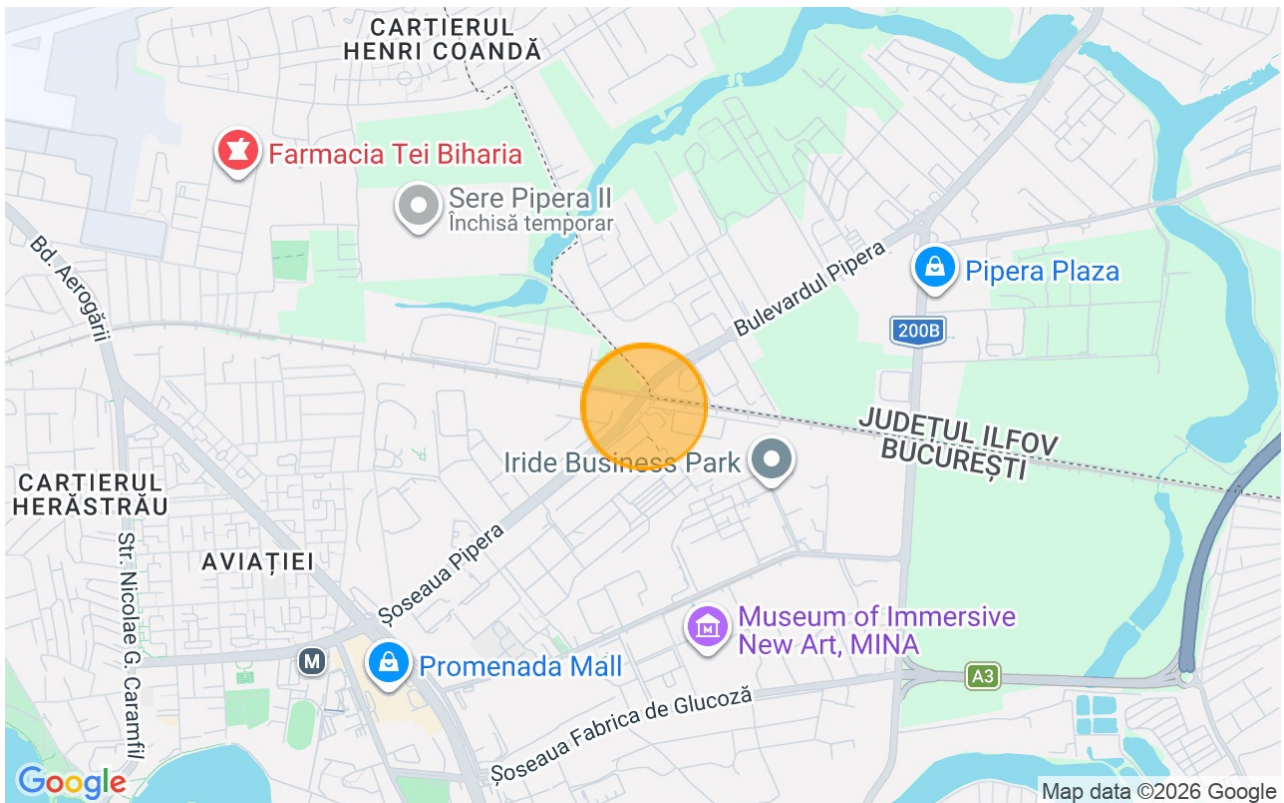 CARTIERUL
HENRI COANDĂ
Farmacia Tei Biharia
Sere Pipera II
Închisă temporar
Bd. Aerogării
Bulevardul Pipera
Pipera Plaza
200B
JUDEȚUL ILFOV
BUCUREȘTI
Iride Business Park
CARTIERUL
HERĂSTRĂU
AVIAȚIEI
Șoseaua Pipera
Str. Nicolae G. Caramfil
Museum of Immersive
New Art, MINA
M
Promenada Mall
A3
Șoseaua Fabrica de Glucoză
Google
Map data ©2026 Google